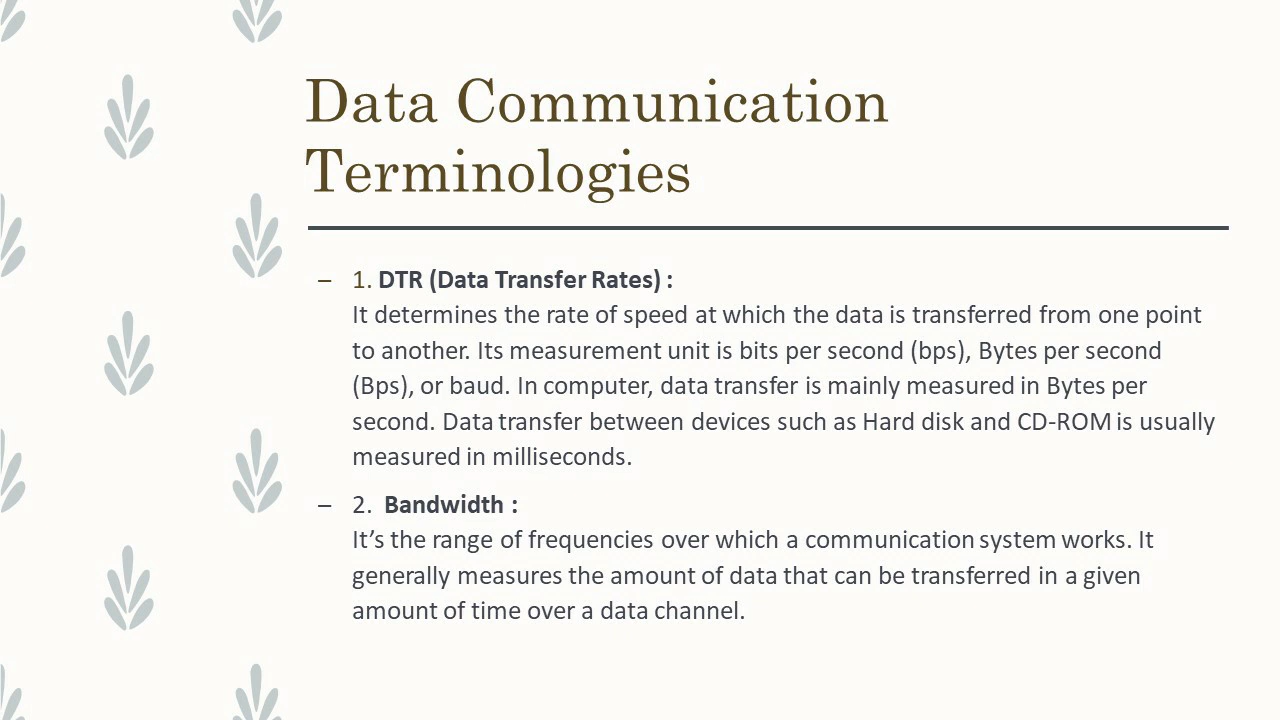 Data Communication
Terminologies
– 1. DTR (Data Transfer Rates) :
It determines the rate of speed at which the data is transferred from one point
to another. Its measurement unit is bits per second (bps), Bytes per second
(Bps), or baud. In computer, data transfer is mainly measured in Bytes per
second. Data transfer between devices such as Hard disk and CD-ROM is usually
measured in milliseconds.
– 2. Bandwidth :
It’s the range of frequencies over which a communication system works. It
generally measures the amount of data that can be transferred in a given
amount of time over a data channel.